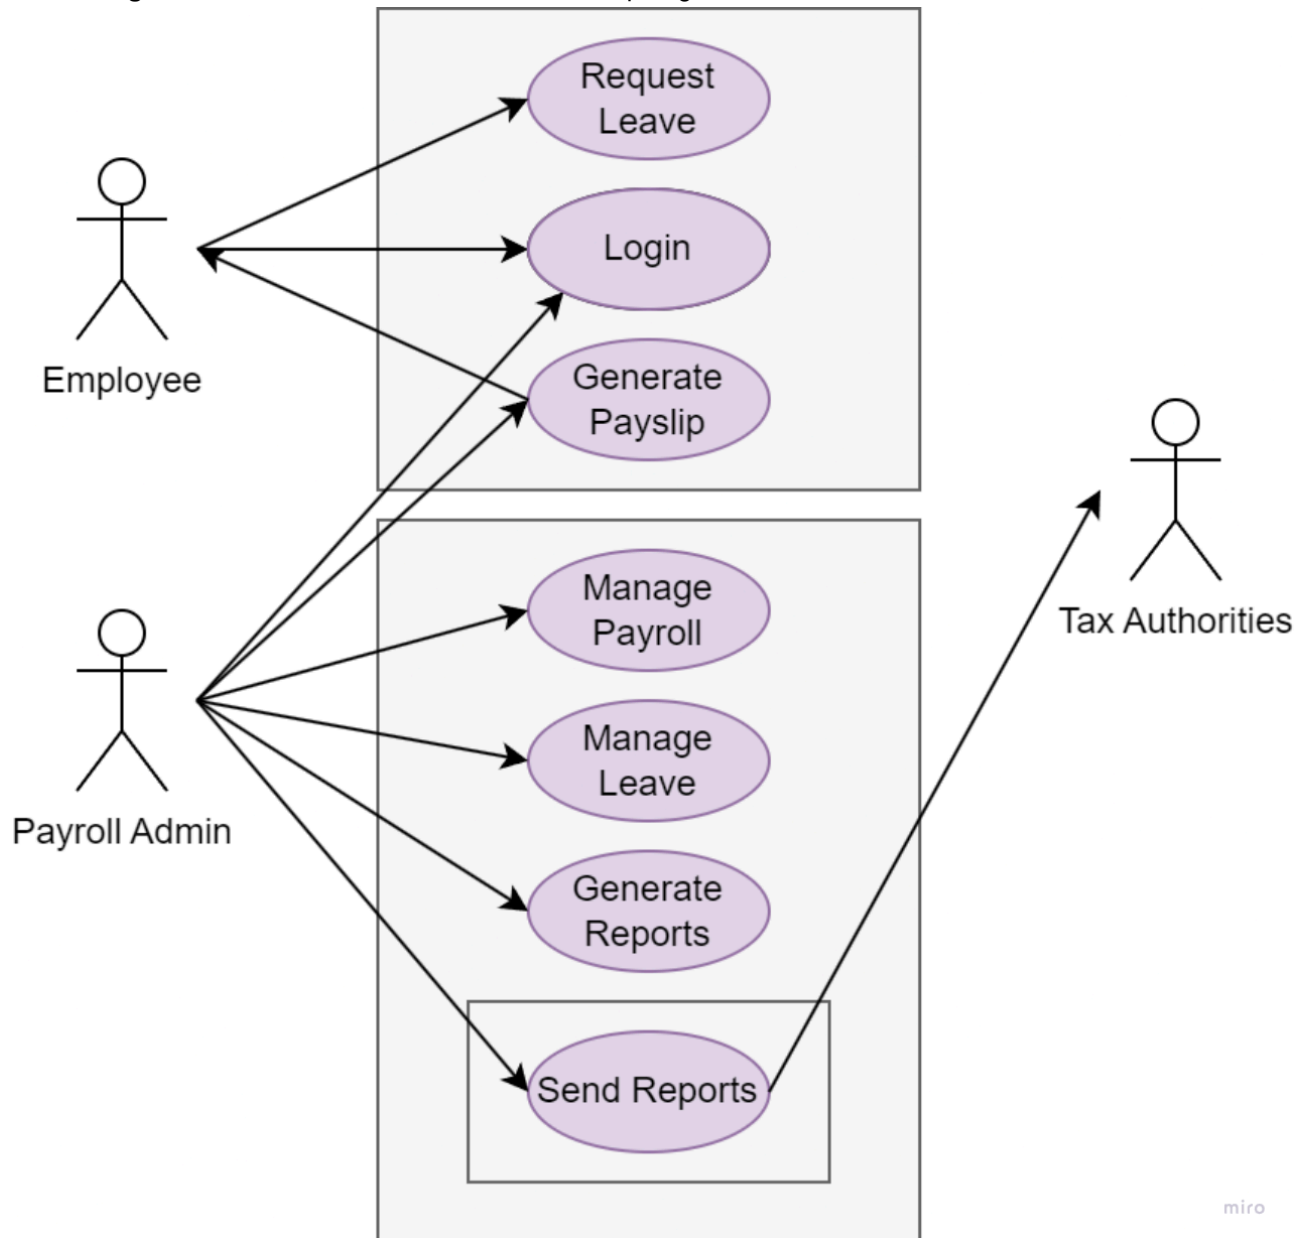 Request
Leave
Login
Employee
Generate
Payslip
Manage
Payroll
Tax Authorities
Manage
Leave
Payroll Admin
Generate
Reports
Send Reports
miro